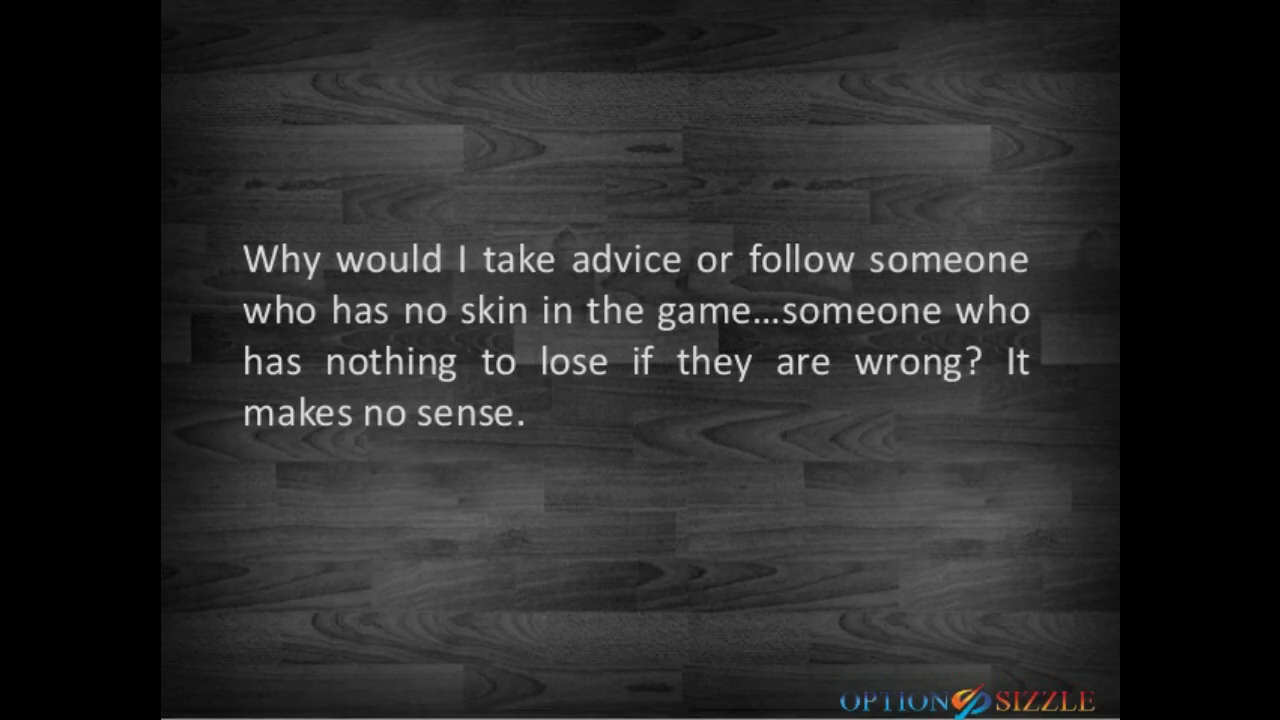 Why would I take advice or follow someone
who has no skin in the game...someone who
has nothing to lose if they are wrong? It
makes no sense.
OPTION SIZZLE